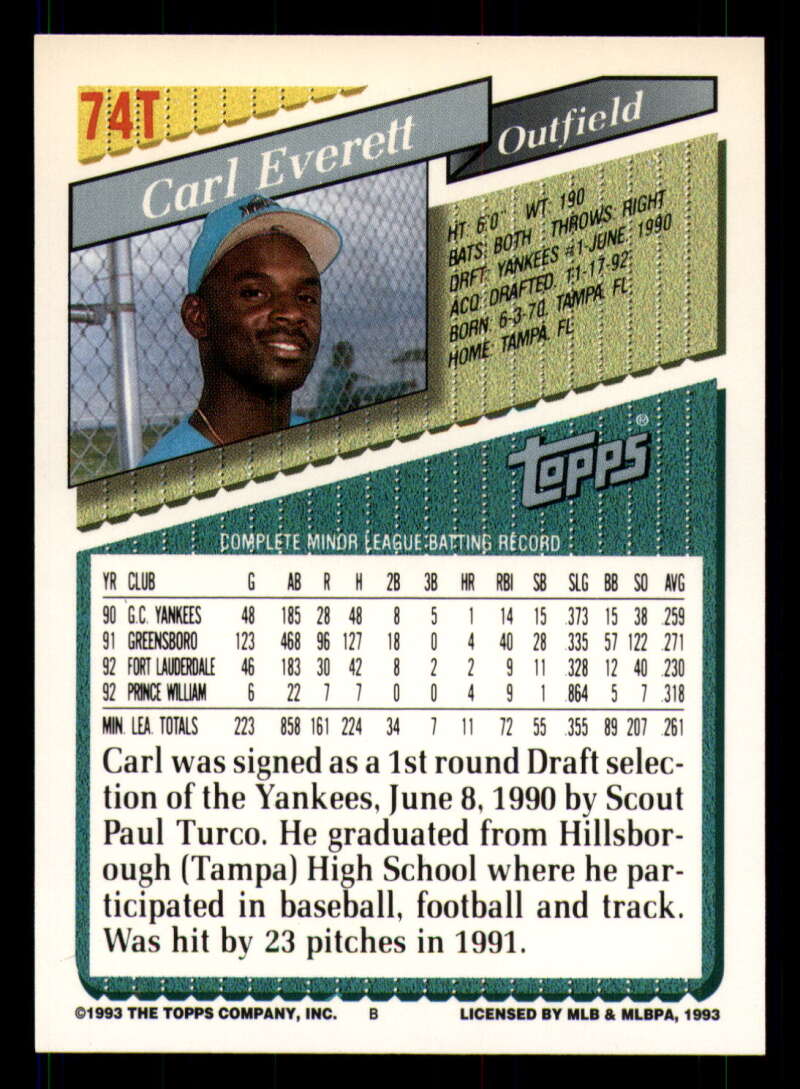 74T
Carl Everett
Outfield
HT: 6'0" WT: 190
BATS: BOTH THROWS: RIGHT
DRFT: YANKEES #1-JUNE, 1990
ACQ: DRAFTED, 11-17-92
BORN: 6-3-70, TAMPA, FL
HOME: TAMPA, FL
topps®
COMPLETE MINOR LEAGUE BATTING RECORD
YR CLUB G AB R H 2B 3B HR RBI SB SLG BB SO AVG
90 G.C. YANKEES 48 185 28 48 8 5 1 14 15 .373 15 38 .259
91 GREENSBORO 123 468 96 127 18 0 4 40 28 .335 57 122 .271
92 FORT LAUDERDALE 46 183 30 42 8 2 2 9 11 .328 12 40 .230
92 PRINCE WILLIAM 6 22 7 7 0 0 4 9 1 .864 5 7 .318
MIN. LEA. TOTALS 223 858 161 224 34 7 11 72 55 .355 89 207 .261
Carl was signed as a 1st round Draft selec-
tion of the Yankees, June 8, 1990 by Scout
Paul Turco. He graduated from Hillsbor-
ough (Tampa) High School where he par-
ticipated in baseball, football and track.
Was hit by 23 pitches in 1991.
©1993 THE TOPPS COMPANY, INC. B LICENSED BY MLB & MLBPA, 1993